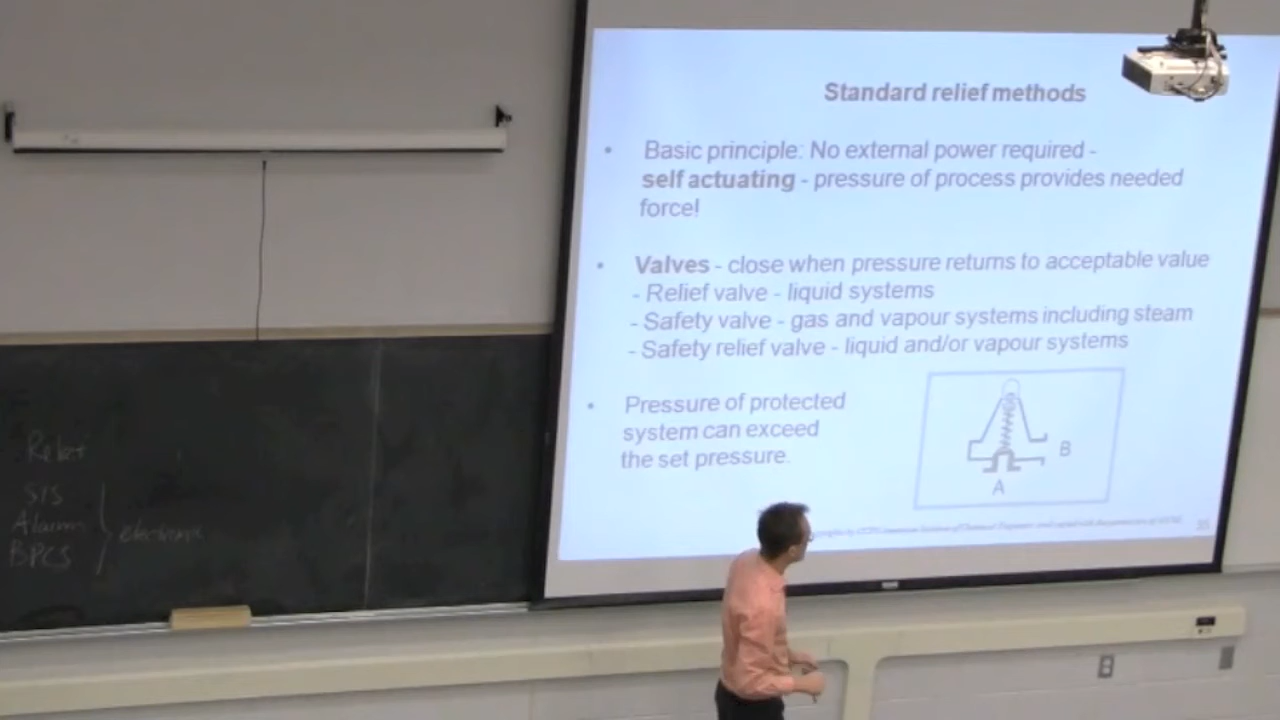 Standard relief methods
• Basic principle: No external power required -
self actuating - pressure of process provides needed
force!
• Valves - close when pressure returns to acceptable value
- Relief valve - liquid systems
- Safety valve - gas and vapour systems including steam
- Safety relief valve - liquid and/or vapour systems
• Pressure of protected
system can exceed
the set pressure.
B
A
35
SIS
Alarm
BPCS
electronic